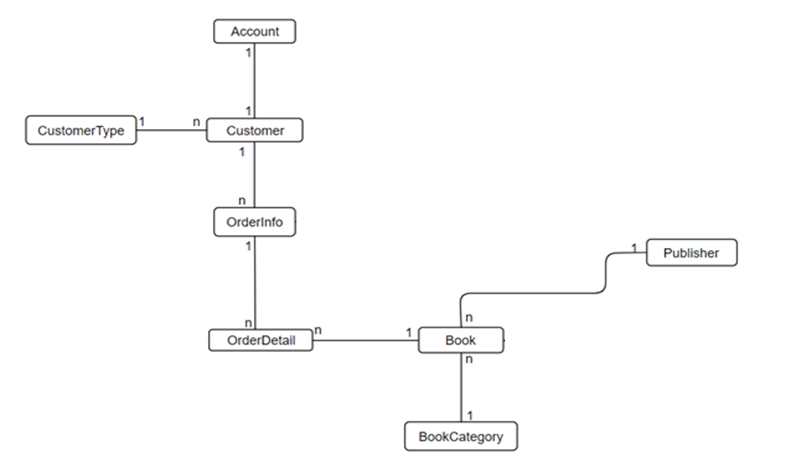 Account
1
1
CustomerType
1
n
Customer
1
n
OrderInfo
1
1
Publisher
n
n
OrderDetail
n
1
Book
n
1
BookCategory